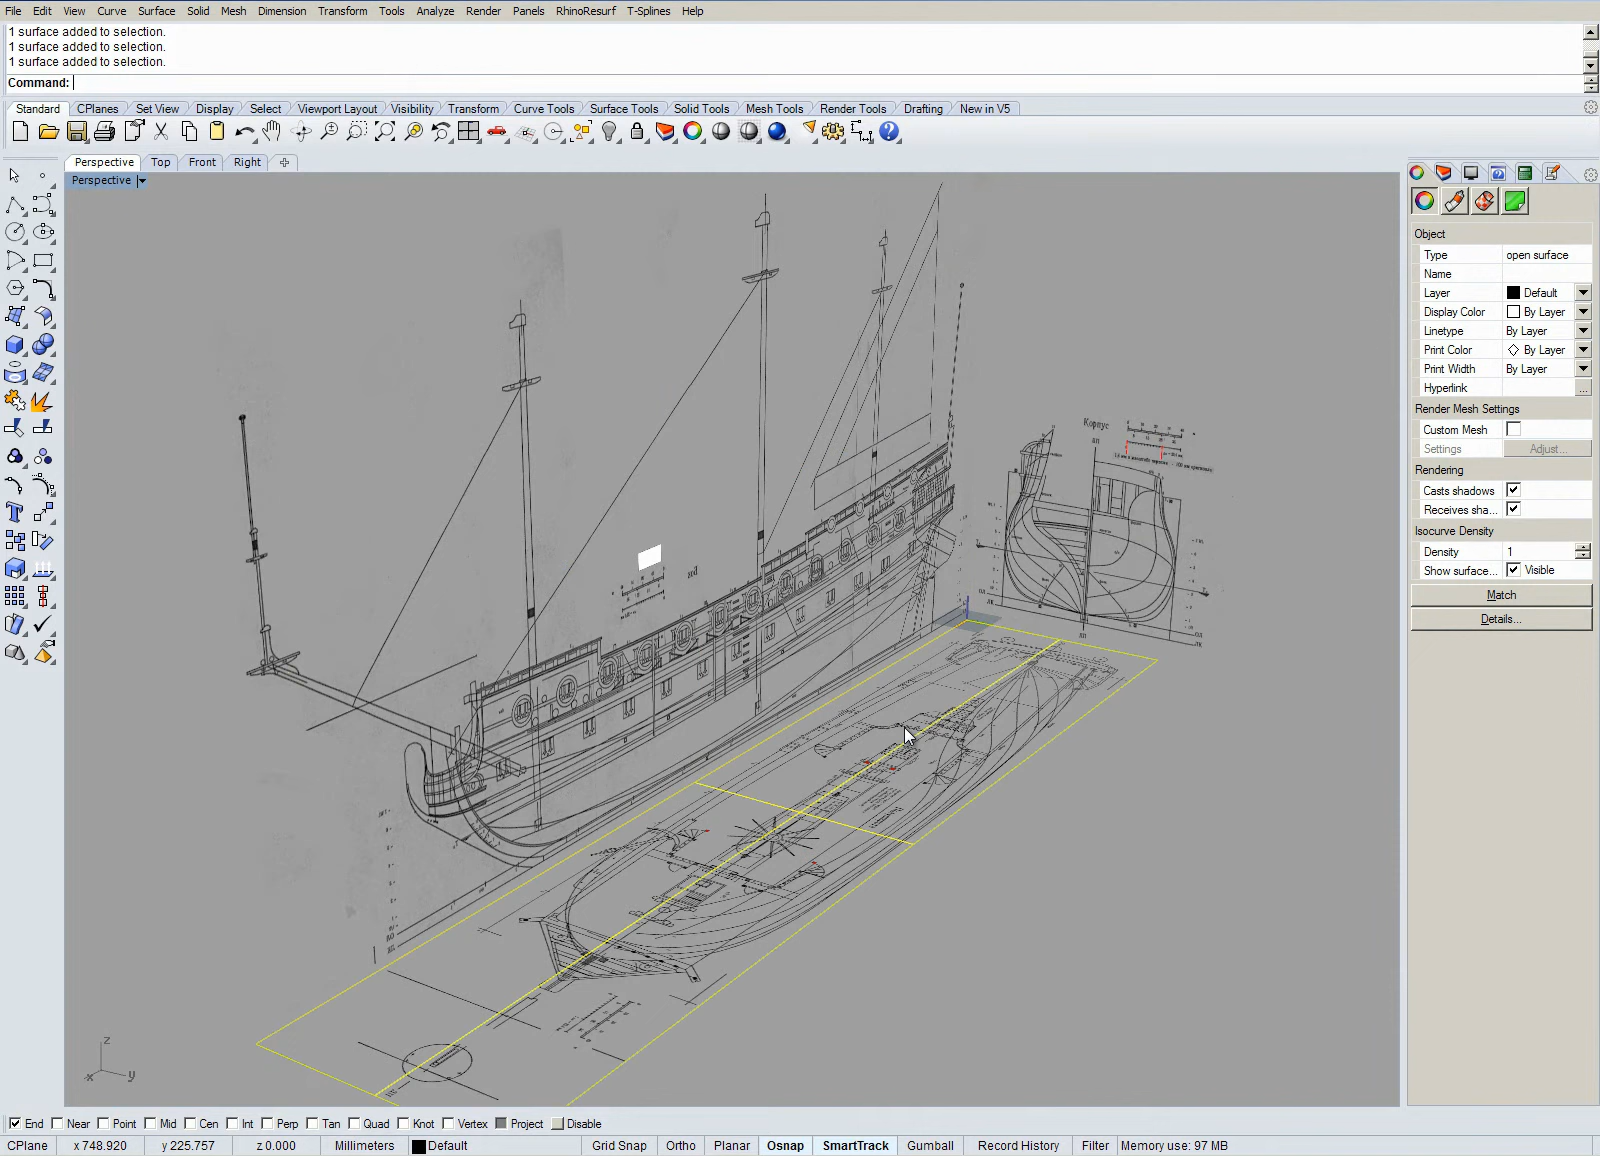 File Edit View Curve Surface Solid Mesh Dimension Transform Tools Analyze Render Panels RhinoResurf T-Splines Help
1 surface added to selection.
1 surface added to selection.
1 surface added to selection.
Command:
Standard CPlanes Set View Display Select Viewport Layout Visibility Transform Curve Tools Surface Tools Solid Tools Mesh Tools Render Tools Drafting New in V5
Perspective Top Front Right
Perspective
Корпус
Object
Type open surface
Name
Layer Default
Display Color By Layer
Linetype By Layer
Print Color By Layer
Print Width By Layer
Hyperlink ...
Render Mesh Settings
Custom Mesh
Settings Adjust...
Rendering
Casts shadows
Receives sha...
Isocurve Density
Density 1
Show surface... Visible
Match
Details...
z
x y
End Near Point Mid Cen Int Perp Tan Quad Knot Vertex Project Disable
CPlane x 748.920 y 225.757 z 0.000 Millimeters Default Grid Snap Ortho Planar Osnap SmartTrack Gumball Record History Filter Memory use: 97 MB